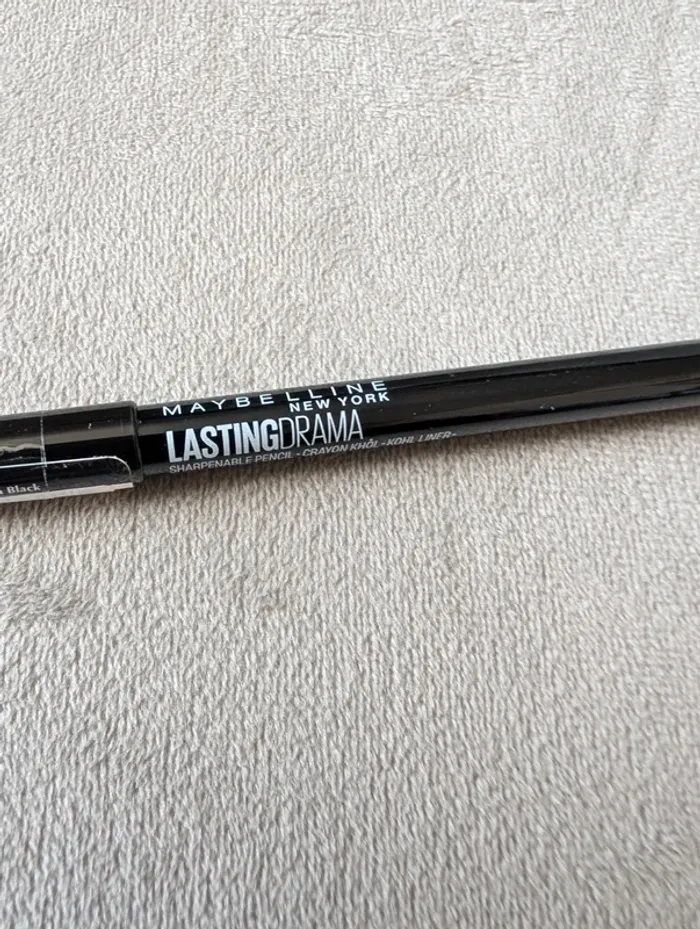 MAYBELLINE
NEW YORK
LASTINGDRAMA
SHARPENABLE PENCIL - CRAYON KHÔL - KOHL LINER -
Black